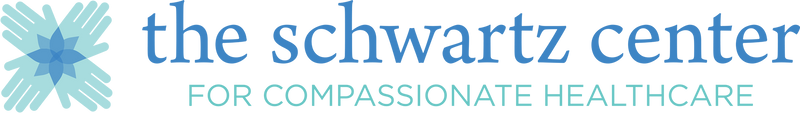 the schwartz center
FOR COMPASSIONATE HEALTHCARE